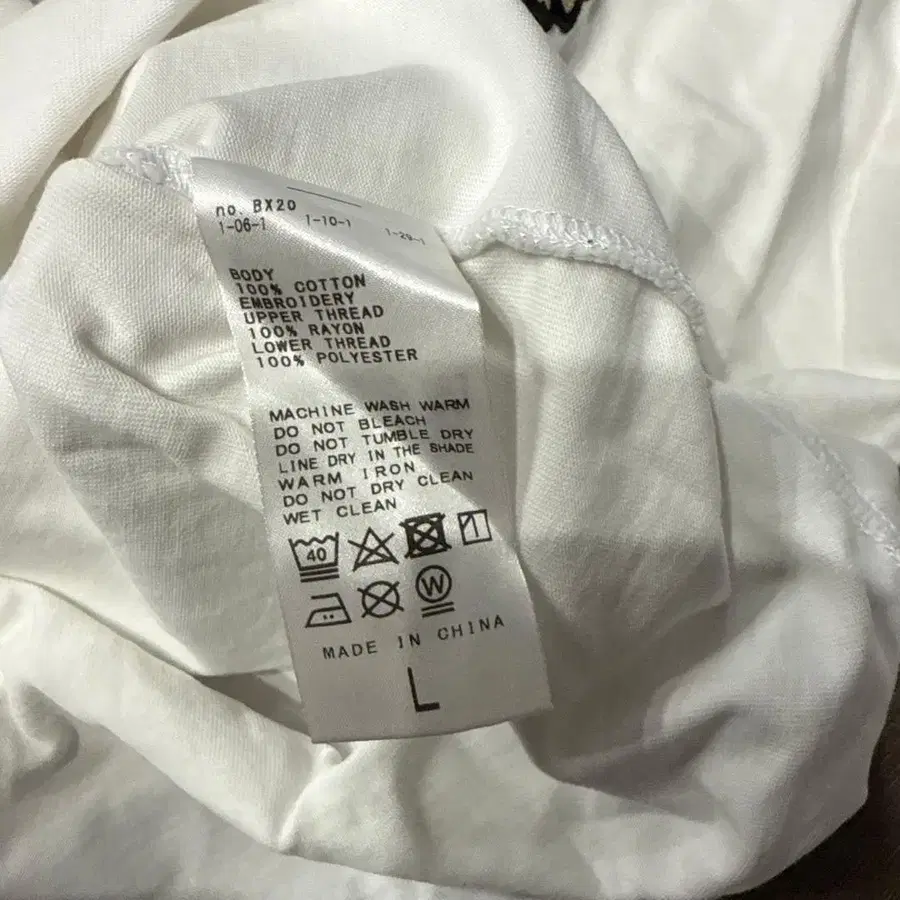 no. BX20
1-06-1 1-10-1 1-29-1
BODY
100% COTTON
EMBROIDERY
UPPER THREAD
100% RAYON
LOWER THREAD
100% POLYESTER
MACHINE WASH WARM
DO NOT BLEACH
DO NOT TUMBLE DRY
LINE DRY IN THE SHADE
WARM IRON
DO NOT DRY CLEAN
WET CLEAN
40
W
MADE IN CHINA
L